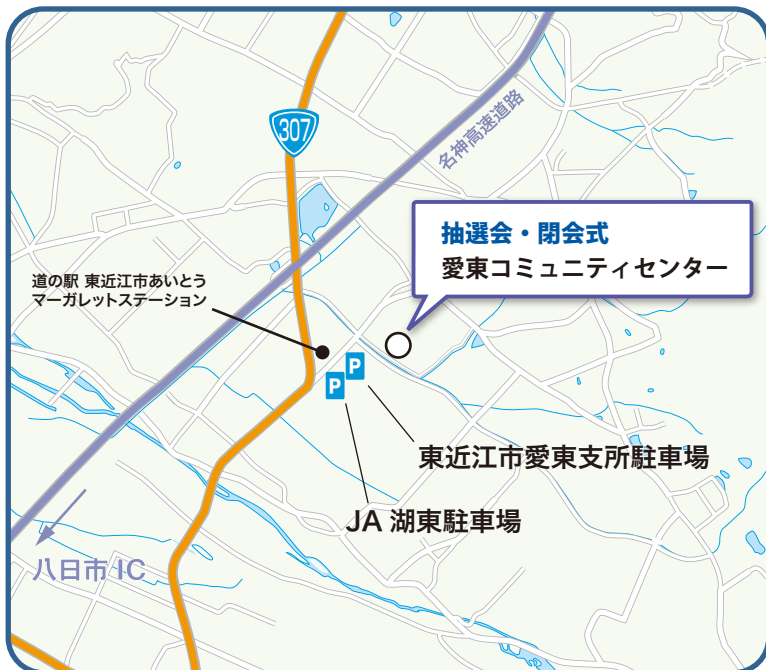 307
名神高速道路
抽選会・閉会式
愛東コミュニティセンター
道の駅 東近江市あいとう
マーガレットステーション
P
P
東近江市愛東支所駐車場
JA 湖東駐車場
八日市 IC